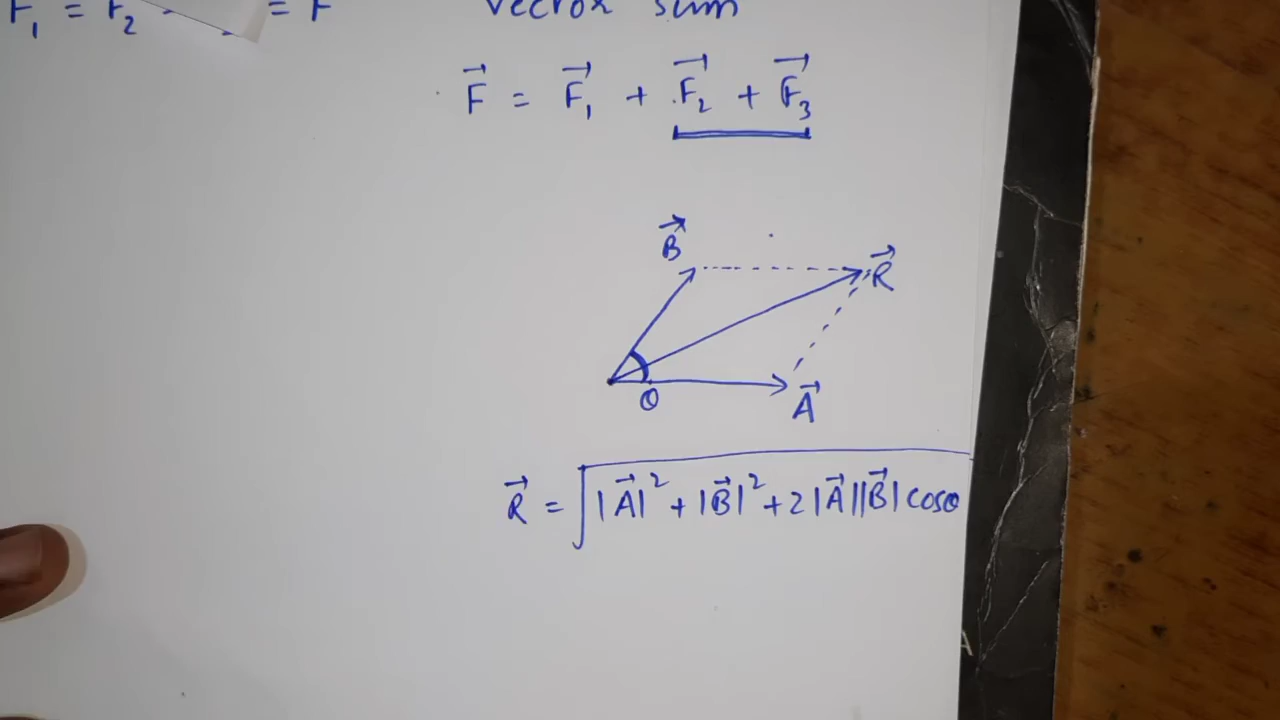 F₁ = F₂ = F
vector sum
F⃗ = F⃗₁ + F⃗₂ + F⃗₃
B⃗
R⃗
θ
A⃗
R⃗ = √|A⃗|² + |B⃗|² + 2|A⃗||B⃗| cosθ